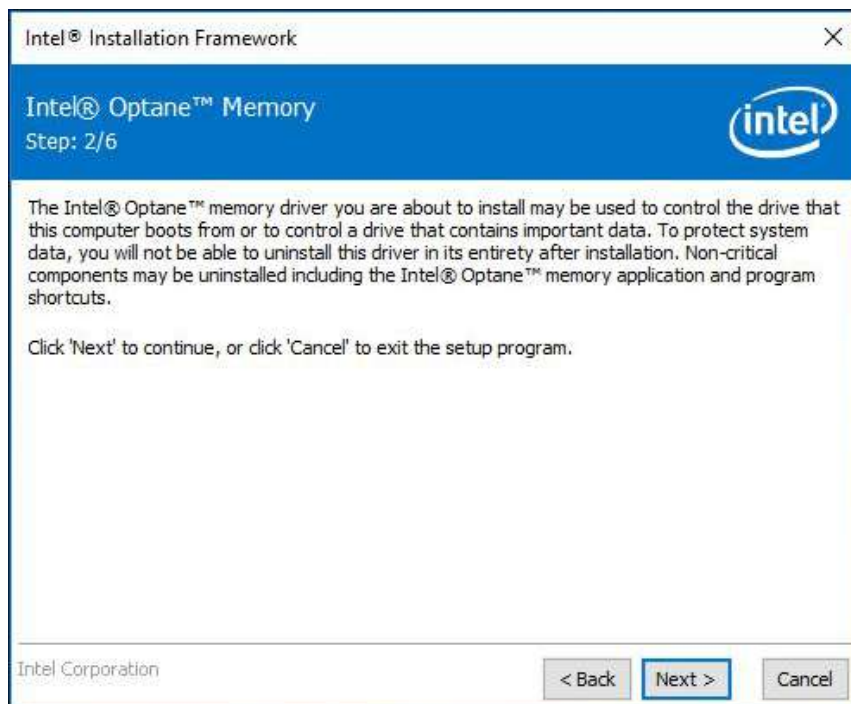 Intel® Installation Framework
Intel® Optane™ Memory
Step: 2/6
intel
The Intel® Optane™ memory driver you are about to install may be used to control the drive that
this computer boots from or to control a drive that contains important data. To protect system
data, you will not be able to uninstall this driver in its entirety after installation. Non-critical
components may be uninstalled including the Intel® Optane™ memory application and program
shortcuts.
Click 'Next' to continue, or click 'Cancel' to exit the setup program.
Intel Corporation
< Back Next > Cancel